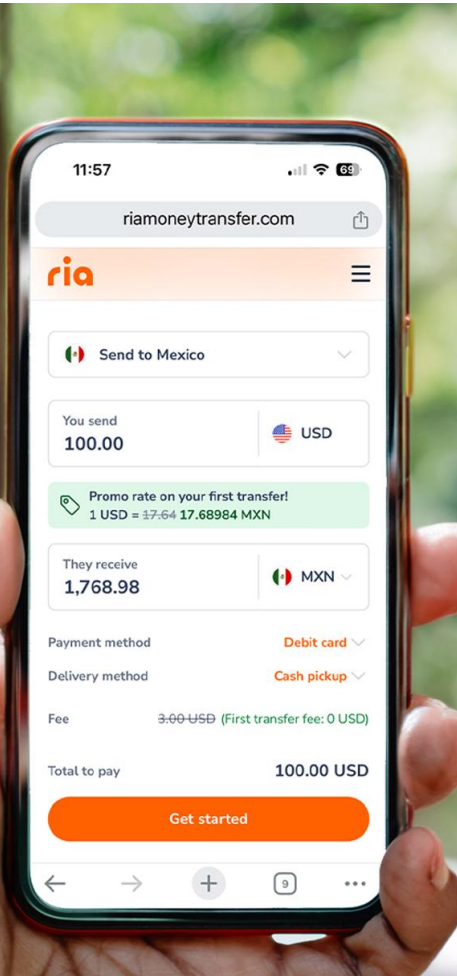 11:57
69
riamoneytransfer.com
ria
Send to Mexico
You send
100.00
USD
Promo rate on your first transfer!
1 USD = 17.64 17.68984 MXN
They receive
1,768.98
MXN
Payment method Debit card
Delivery method Cash pickup
Fee 3.00 USD (First transfer fee: 0 USD)
Total to pay 100.00 USD
Get started
9